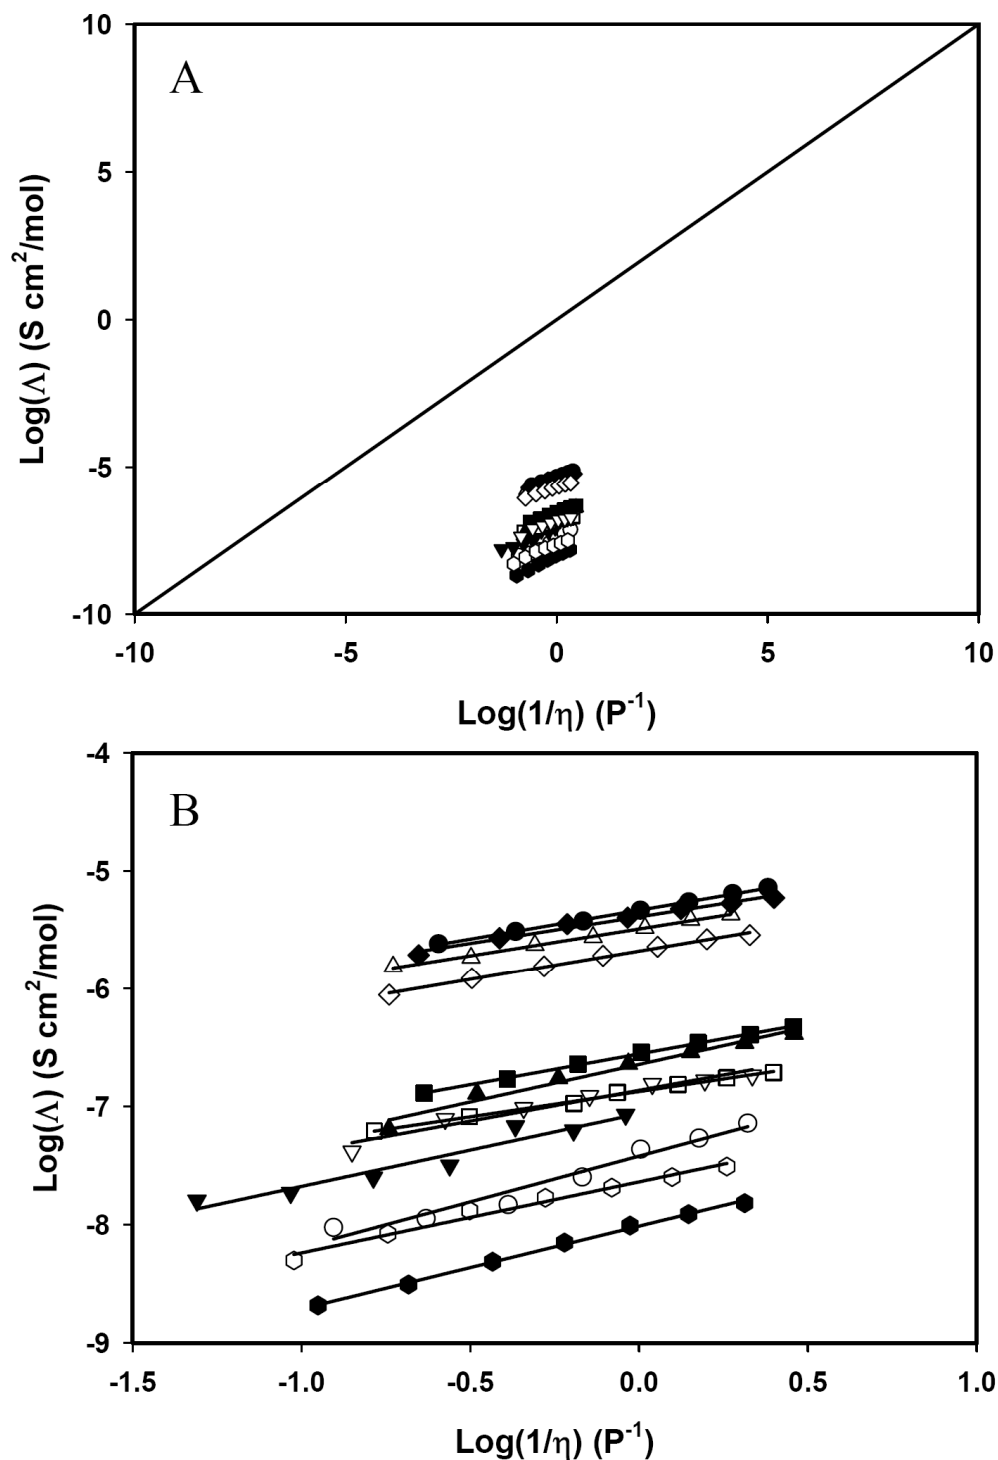 A
10
5
0
-5
-10
Log(Λ) (S cm²/mol)
-10 -5 0 5 10
Log(1/η) (P⁻¹)
B
-4
-5
-6
-7
-8
-9
Log(Λ) (S cm²/mol)
-1.5 -1.0 -0.5 0.0 0.5 1.0
Log(1/η) (P⁻¹)